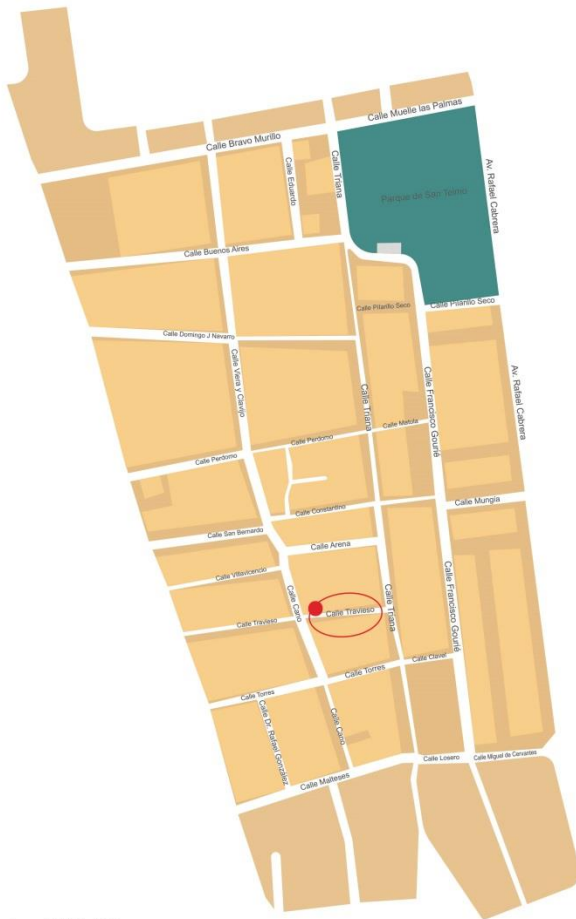 Calle Muelle las Palmas
Calle Bravo Murillo
Calle Eduardo
Calle Triana
Parque de San Telmo
Av. Rafael Cabrera
Calle Buenos Aires
Calle Pilarillo Seco
Calle Pilarillo Seco
Calle Domingo J Navarro
Calle Viera y Clavijo
Calle Triana
Calle Francisco Gourié
Av. Rafael Cabrera
Calle Matula
Calle Perdomo
Calle Perdomo
Calle Mungia
Calle Constantino
Calle San Bernardo
Calle Arena
Calle Villavicencio
Calle Cano
Calle Travieso
Calle Travieso
Calle Triana
Calle Francisco Gourié
Calle Clavel
Calle Torres
Calle Torres
Calle Dr. Rafael González
Calle Cano
Calle Losero
Calle Migual de Cervantes
Calle Malteses